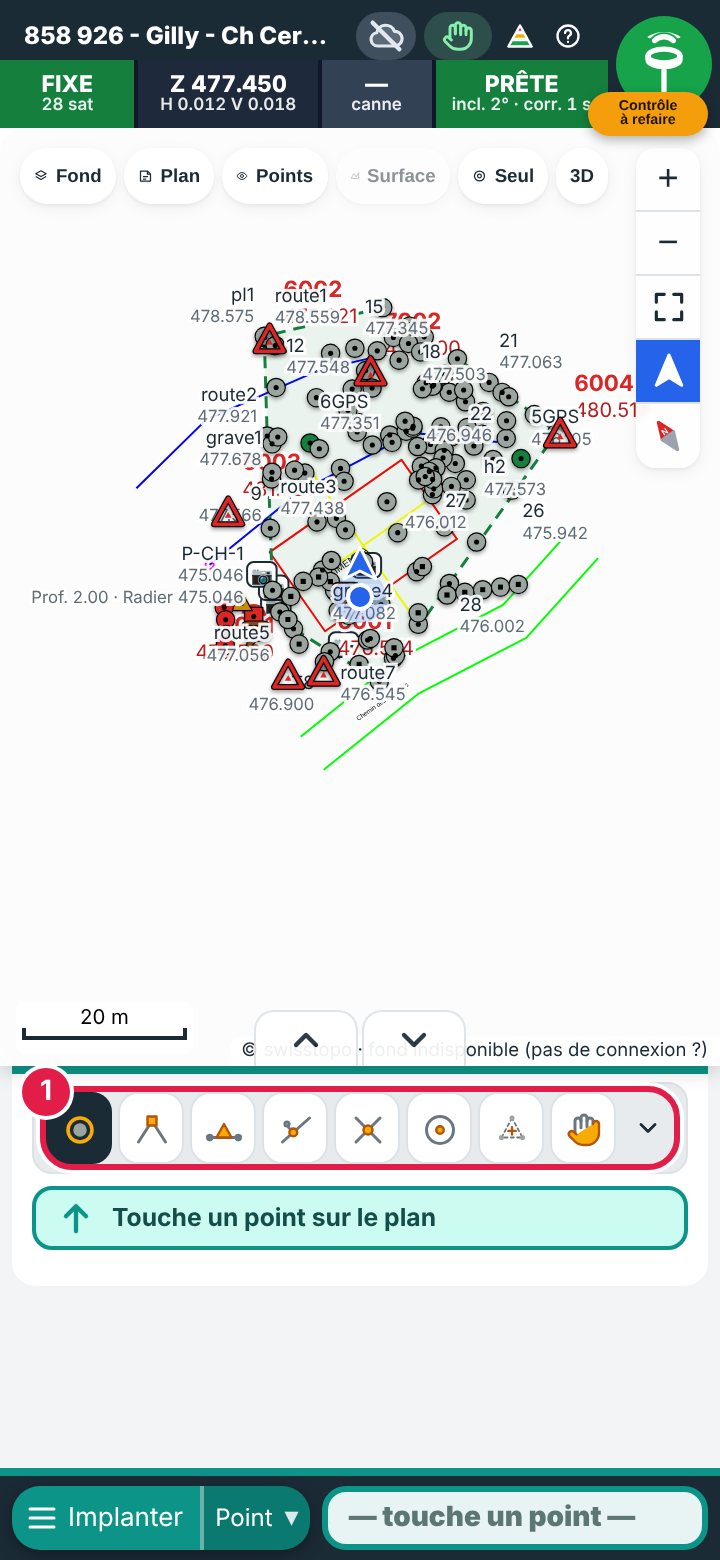 858 926 - Gilly - Ch Cer…
FIXE
28 sat
Z 477.450
H 0.012 V 0.018
—
canne
PRÊTE
incl. 2° · corr. 1 s
Contrôle
à refaire
Fond
Plan
Points
Surface
Seul
3D
6002
pl1
478.575
route1
478.559
15
477.345
12
477.548
18
477.503
21
477.063
6004
480.51
route2
477.921
6GPS
477.351
22
476.946
5GPS
grave1
477.678
h2
477.573
9
route3
477.438
27
476.012
26
475.942
P-CH-1
475.046
Prof. 2.00 · Radier 475.046
477.082
28
476.002
route5
477.056
route7
476.545
476.900
20 m
© swisstopo · fond indisponible (pas de connexion ?)
1
Touche un point sur le plan
Implanter
Point ▼
— touche un point —